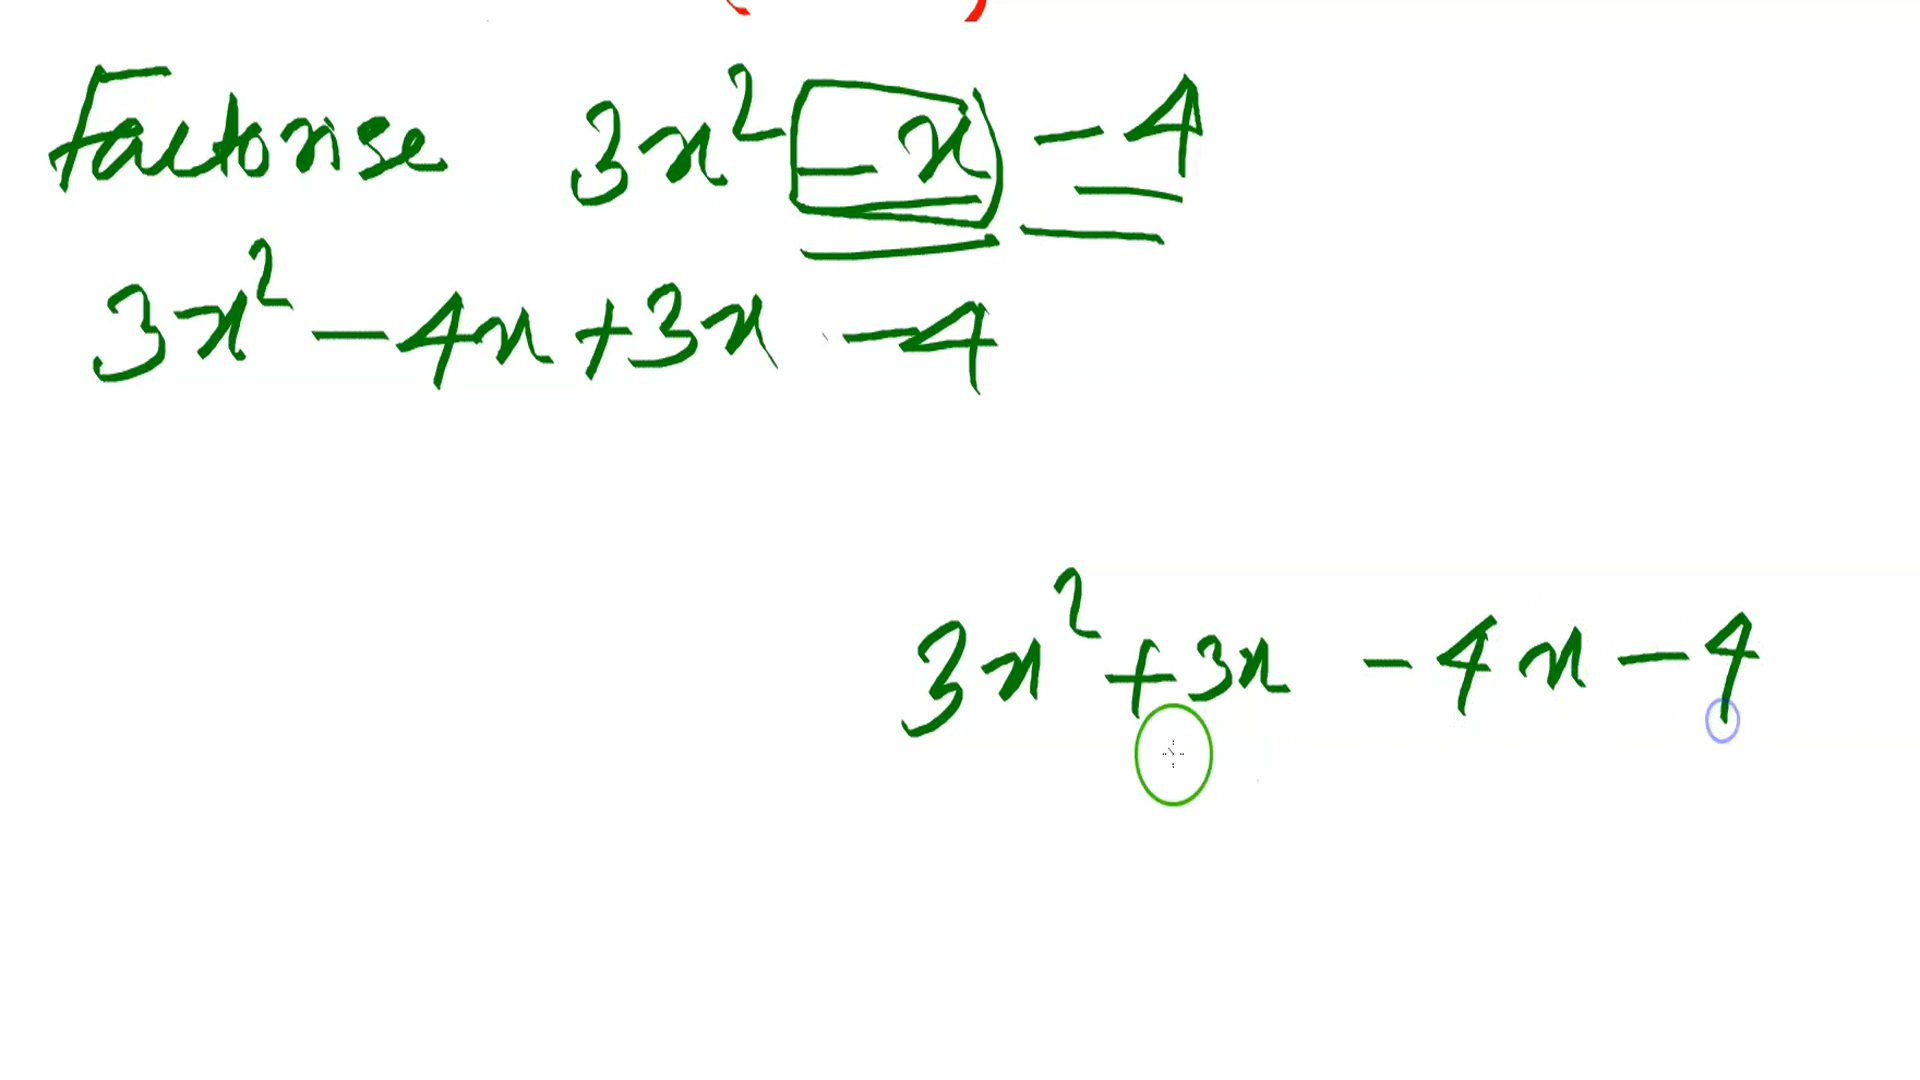 Factorise 3x² - x - 4
3x² - 4x + 3x - 4
3x² + 3x - 4x - 4